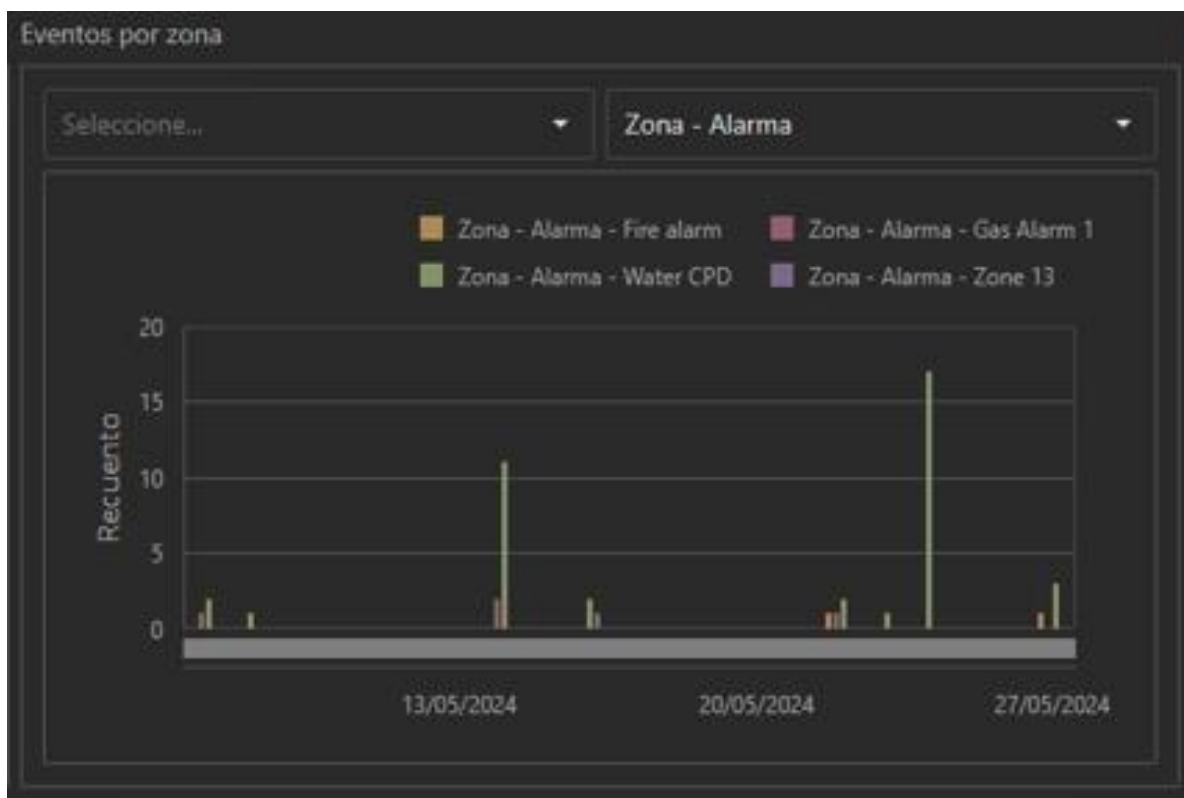 Eventos por zona
Seleccione...
Zona - Alarma
Zona - Alarma - Fire alarm
Zona - Alarma - Gas Alarm 1
Zona - Alarma - Water CPD
Zona - Alarma - Zone 13
20
15
10
5
0
Recuento
13/05/2024
20/05/2024
27/05/2024